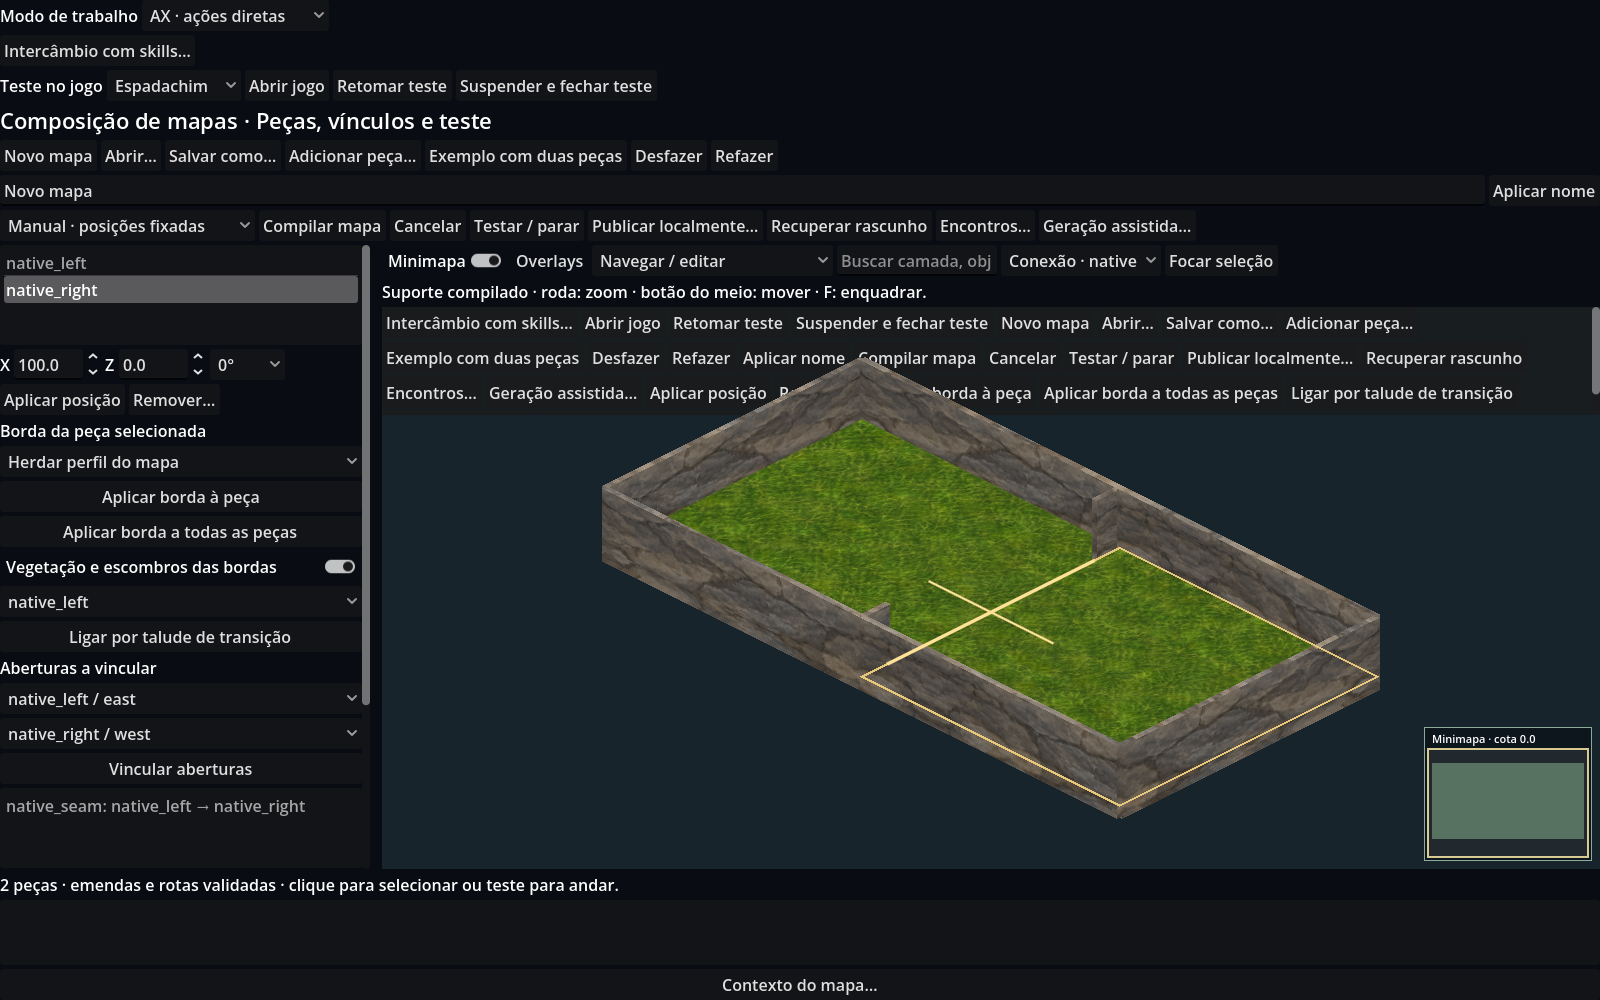 Modo de trabalho AX · ações diretas
Intercâmbio com skills...
Teste no jogo Espadachim Abrir jogo Retomar teste Suspender e fechar teste
Composição de mapas · Peças, vínculos e teste
Novo mapa Abrir... Salvar como... Adicionar peça... Exemplo com duas peças Desfazer Refazer
Novo mapa Aplicar nome
Manual · posições fixadas Compilar mapa Cancelar Testar / parar Publicar localmente... Recuperar rascunho Encontros... Geração assistida...
native_left
native_right
X 100.0 Z 0.0 0°
Aplicar posição Remover...
Borda da peça selecionada
Herdar perfil do mapa
Aplicar borda à peça
Aplicar borda a todas as peças
Vegetação e escombros das bordas
native_left
Ligar por talude de transição
Aberturas a vincular
native_left / east
native_right / west
Vincular aberturas
native_seam: native_left → native_right
Minimapa Overlays Navegar / editar Buscar camada, obj Conexão · native Focar seleção
Suporte compilado · roda: zoom · botão do meio: mover · F: enquadrar.
Intercâmbio com skills... Abrir jogo Retomar teste Suspender e fechar teste Novo mapa Abrir... Salvar como... Adicionar peça...
Exemplo com duas peças Desfazer Refazer Aplicar nome Compilar mapa Cancelar Testar / parar Publicar localmente... Recuperar rascunho
Encontros... Geração assistida... Aplicar posição borda à peça Aplicar borda a todas as peças Ligar por talude de transição
Minimapa · cota 0.0
2 peças · emendas e rotas validadas · clique para selecionar ou teste para andar.
Contexto do mapa...